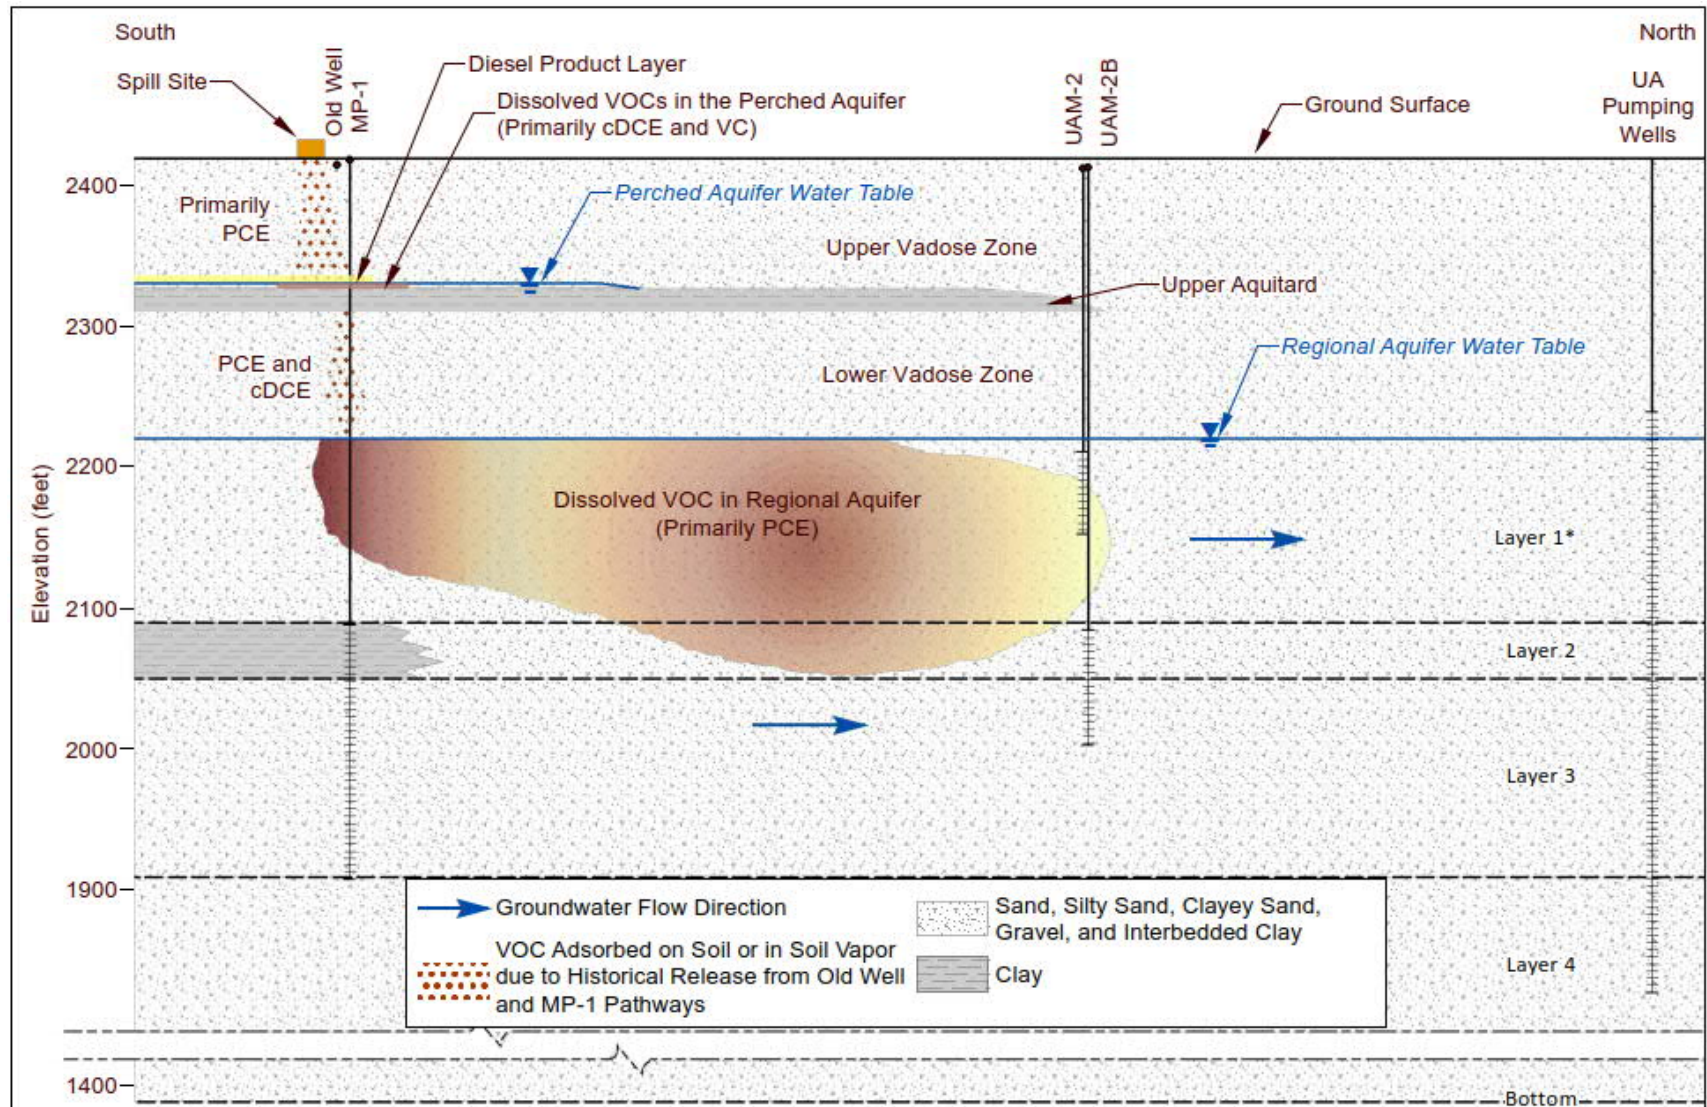 South
North
Spill Site
Old Well
MP-1
Diesel Product Layer
Dissolved VOCs in the Perched Aquifer
(Primarily cDCE and VC)
UAM-2
UAM-2B
Ground Surface
UA
Pumping
Wells
2400
Primarily
PCE
Perched Aquifer Water Table
Upper Vadose Zone
Upper Aquitard
2300
PCE and
cDCE
Lower Vadose Zone
Regional Aquifer Water Table
Elevation (feet)
2200
Dissolved VOC in Regional Aquifer
(Primarily PCE)
Layer 1*
2100
Layer 2
2000
Layer 3
1900
Groundwater Flow Direction
VOC Adsorbed on Soil or in Soil Vapor
due to Historical Release from Old Well
and MP-1 Pathways
Sand, Silty Sand, Clayey Sand,
Gravel, and Interbedded Clay
Clay
Layer 4
1400
Bottom